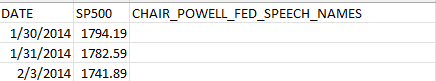 DATE SP500 CHAIR_POWELL_FED_SPEECH_NAMES
1/30/2014 1794.19
1/31/2014 1782.59
2/3/2014 1741.89